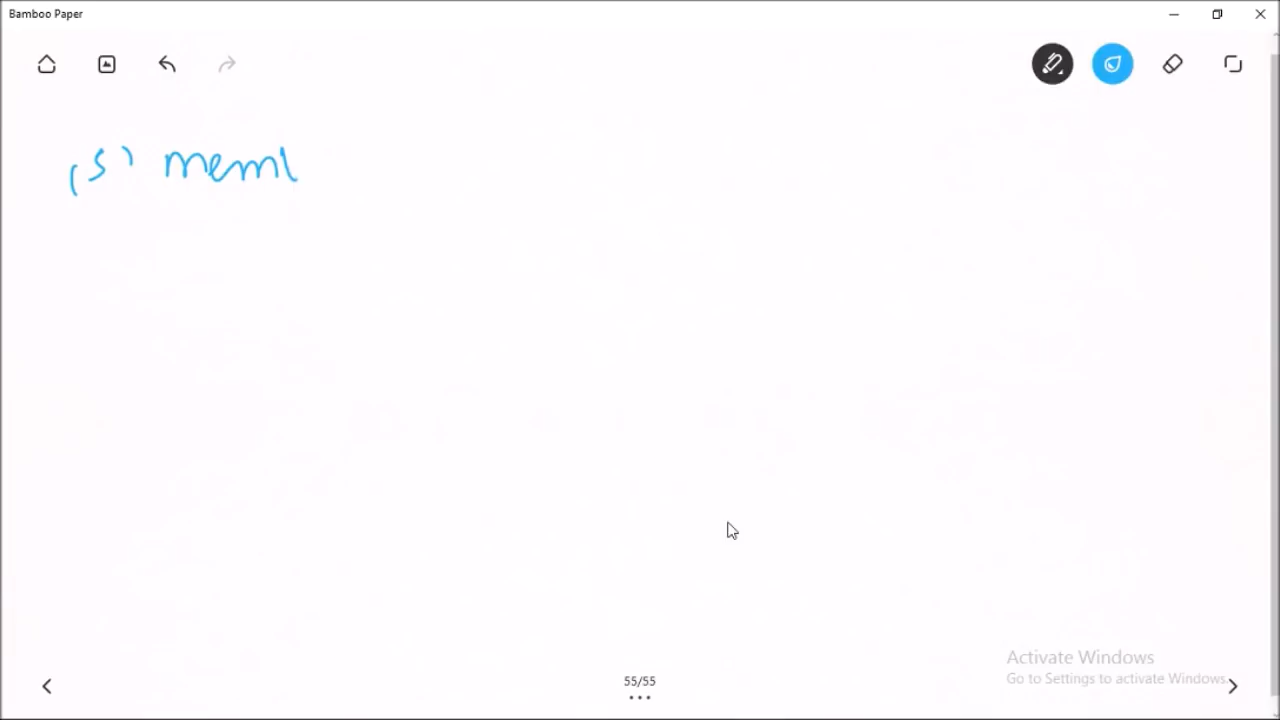 Bamboo Paper
(5) meml
55/55
Activate Windows
Go to Settings to activate Windows.